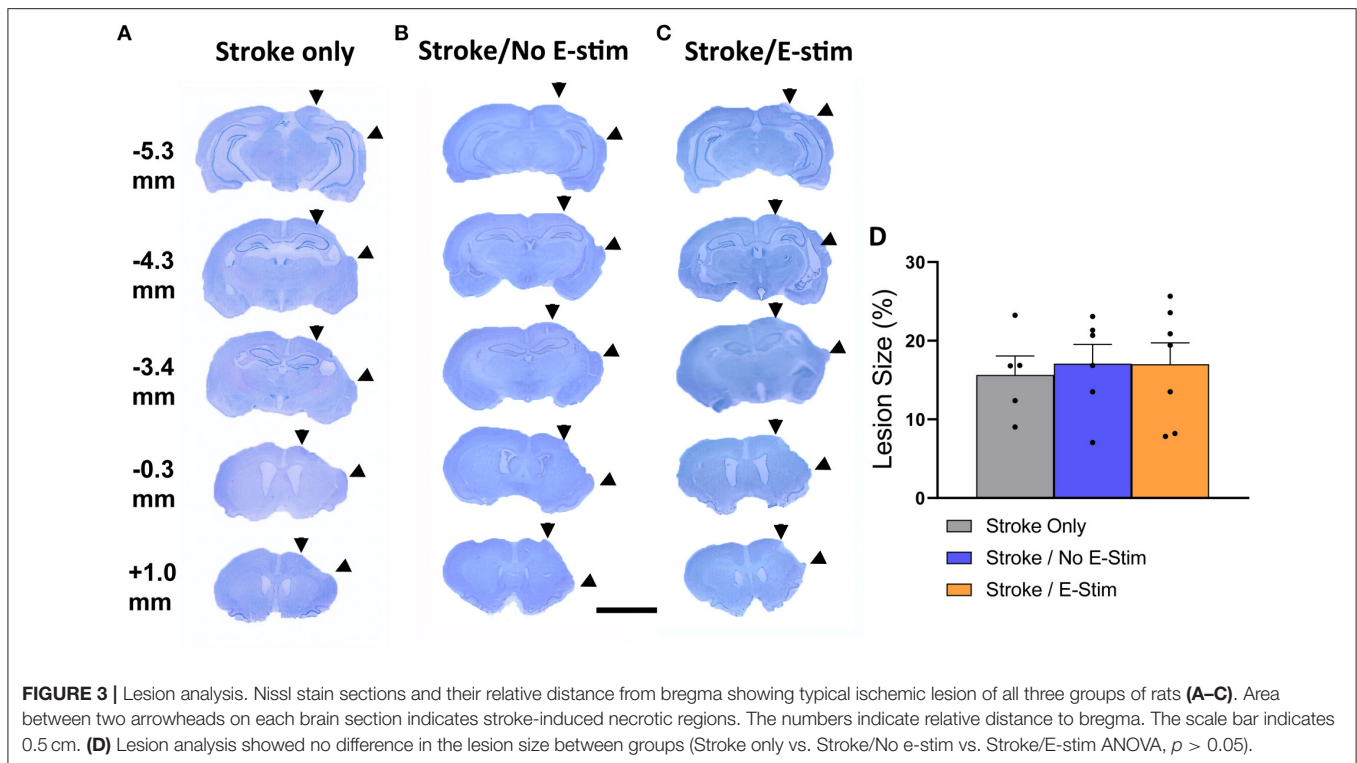 A
Stroke only
B
Stroke/No E-stim
C
Stroke/E-stim
-5.3
mm
-4.3
mm
-3.4
mm
-0.3
mm
+1.0
mm
D
Lesion Size (%)
30
20
10
0
Stroke Only
Stroke / No E-Stim
Stroke / E-Stim
FIGURE 3 | Lesion analysis. Nissl stain sections and their relative distance from bregma showing typical ischemic lesion of all three groups of rats (A–C). Area
between two arrowheads on each brain section indicates stroke-induced necrotic regions. The numbers indicate relative distance to bregma. The scale bar indicates
0.5 cm. (D) Lesion analysis showed no difference in the lesion size between groups (Stroke only vs. Stroke/No e-stim vs. Stroke/E-stim ANOVA, p > 0.05).